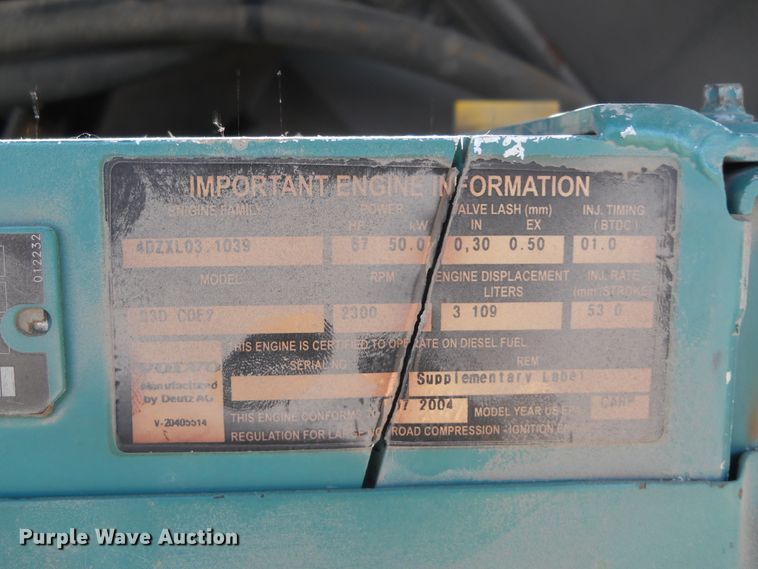 IMPORTANT ENGINE INFORMATION
ENGINE FAMILY POWER VALVE LASH (mm) INJ. TIMING
HP kW IN EX (BTDC)
4DZXL03.1039 67 50.0 0,30 0.50 01.0
MODEL RPM ENGINE DISPLACEMENT INJ. RATE
LITERS (mm /STROKE
D3D COE2 2300 3 109 53 0
THIS ENGINE IS CERTIFIED TO OPERATE ON DIESEL FUEL
VOLVO SERIAL NO REM
Manufactured Supplementary Label
by Deutz AG
THIS ENGINE CONFORMS TO 2004 MODEL YEAR US EPA
V-20405514
REGULATION FOR LARGE ROAD COMPRESSION - IGNITION
012232
Purple Wave Auction